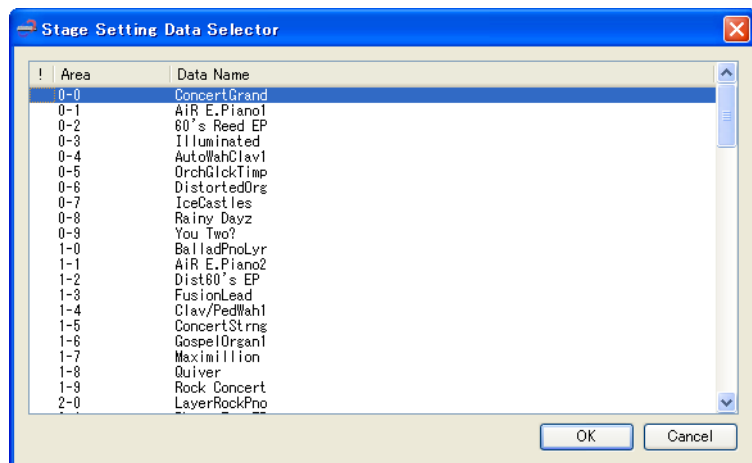 Stage Setting Data Selector
! Area Data Name
0-0 ConcertGrand
0-1 AiR E.Piano1
0-2 60's Reed EP
0-3 Illuminated
0-4 AutoWahClav1
0-5 OrchGlckTimp
0-6 DistortedOrg
0-7 IceCastles
0-8 Rainy Dayz
0-9 You Two?
1-0 BalladPnoLyr
1-1 AiR E.Piano2
1-2 Dist60's EP
1-3 FusionLead
1-4 Clav/PedWah1
1-5 ConcertStrng
1-6 GospelOrgan1
1-7 Maximillion
1-8 Quiver
1-9 Rock Concert
2-0 LayerRockPno
OK Cancel